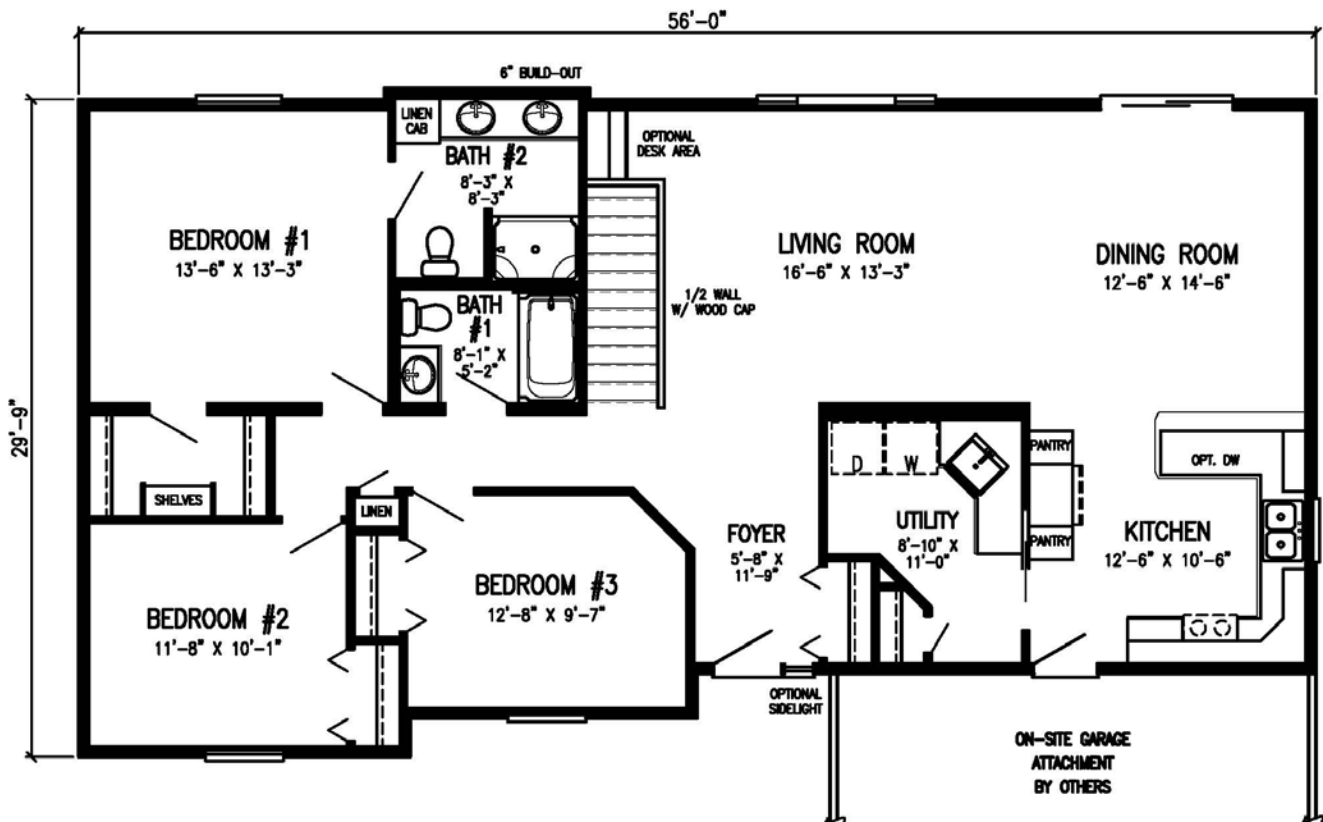 56'-0"
6" BUILD-OUT
LINEN
CAB
BATH #2
8'-3" X
8'-3"
OPTIONAL
DESK AREA
BEDROOM #1
13'-6" X 13'-3"
LIVING ROOM
16'-6" X 13'-3"
DINING ROOM
12'-6" X 14'-6"
1/2 WALL
W/ WOOD CAP
BATH
#1
8'-1" X
5'-2"
29'-9"
SHELVES
LINEN
D
W
PANTRY
OPT. DW
UTILITY
8'-10" X
11'-0"
PANTRY
KITCHEN
12'-6" X 10'-6"
FOYER
5'-8" X
11'-9"
BEDROOM #3
12'-8" X 9'-7"
BEDROOM #2
11'-8" X 10'-1"
OPTIONAL
SIDELIGHT
ON-SITE GARAGE
ATTACHMENT
BY OTHERS